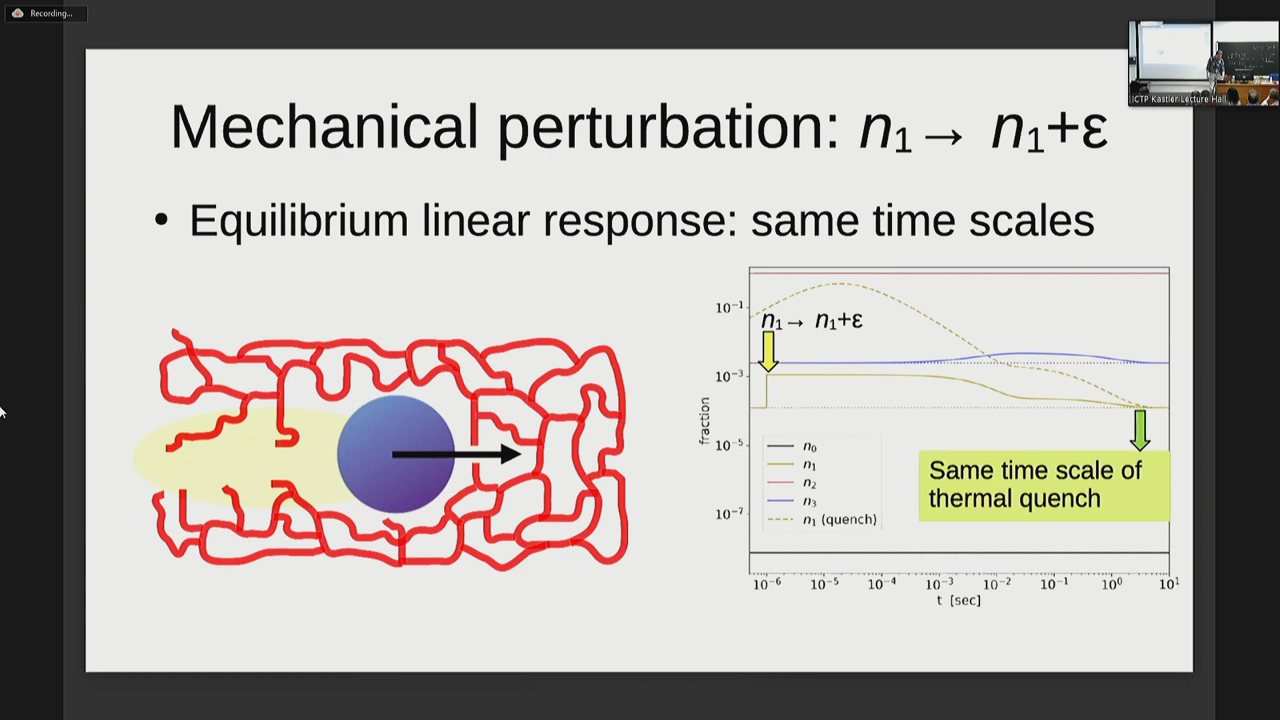 Recording...
ICTP Kastler Lecture Hall
Mechanical perturbation: n₁→ n₁+ε
• Equilibrium linear response: same time scales
n₁→ n₁+ε
10⁻¹
10⁻³
10⁻⁵
10⁻⁷
fraction
n₀
n₁
n₂
n₃
n₁ (quench)
Same time scale of
thermal quench
10⁻⁶ 10⁻⁵ 10⁻⁴ 10⁻³ 10⁻² 10⁻¹ 10⁰ 10¹
t [sec]